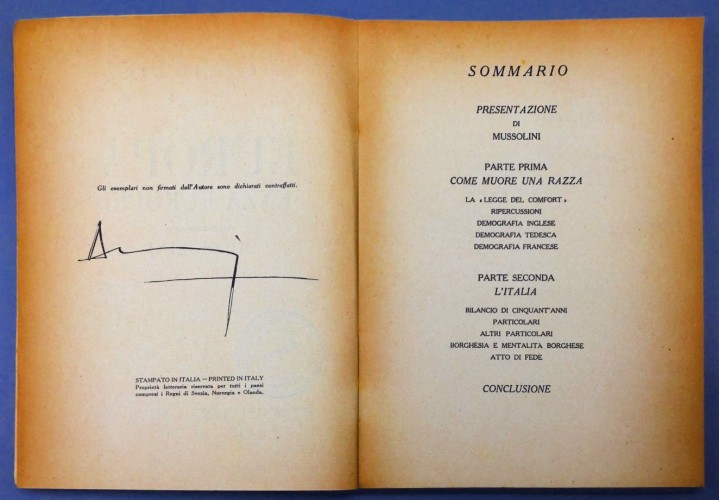 Gli esemplari non firmati dall'Autore sono dichiarati contraffatti.
STAMPATO IN ITALIA — PRINTED IN ITALY
Proprietà letteraria riservata per tutti i paesi
compresi i Regni di Svezia, Norvegia e Olanda.
SOMMARIO
PRESENTAZIONE
DI
MUSSOLINI
PARTE PRIMA
COME MUORE UNA RAZZA
LA «LEGGE DEL COMFORT»
RIPERCUSSIONI
DEMOGRAFIA INGLESE
DEMOGRAFIA TEDESCA
DEMOGRAFIA FRANCESE
PARTE SECONDA
L'ITALIA
BILANCIO DI CINQUANT'ANNI
PARTICOLARI
ALTRI PARTICOLARI
BORGHESIA E MENTALITÀ BORGHESE
ATTO DI FEDE
CONCLUSIONE